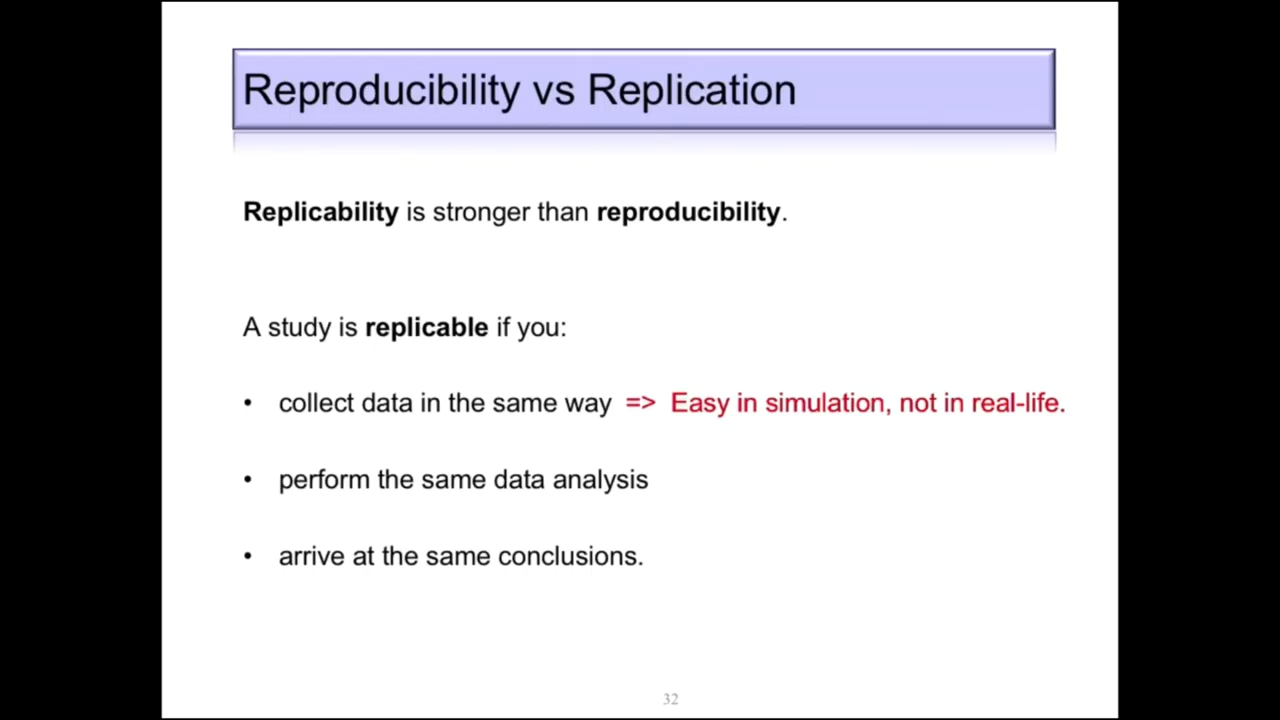 Reproducibility vs Replication
Replicability is stronger than reproducibility.
A study is replicable if you:
• collect data in the same way => Easy in simulation, not in real-life.
• perform the same data analysis
• arrive at the same conclusions.
32